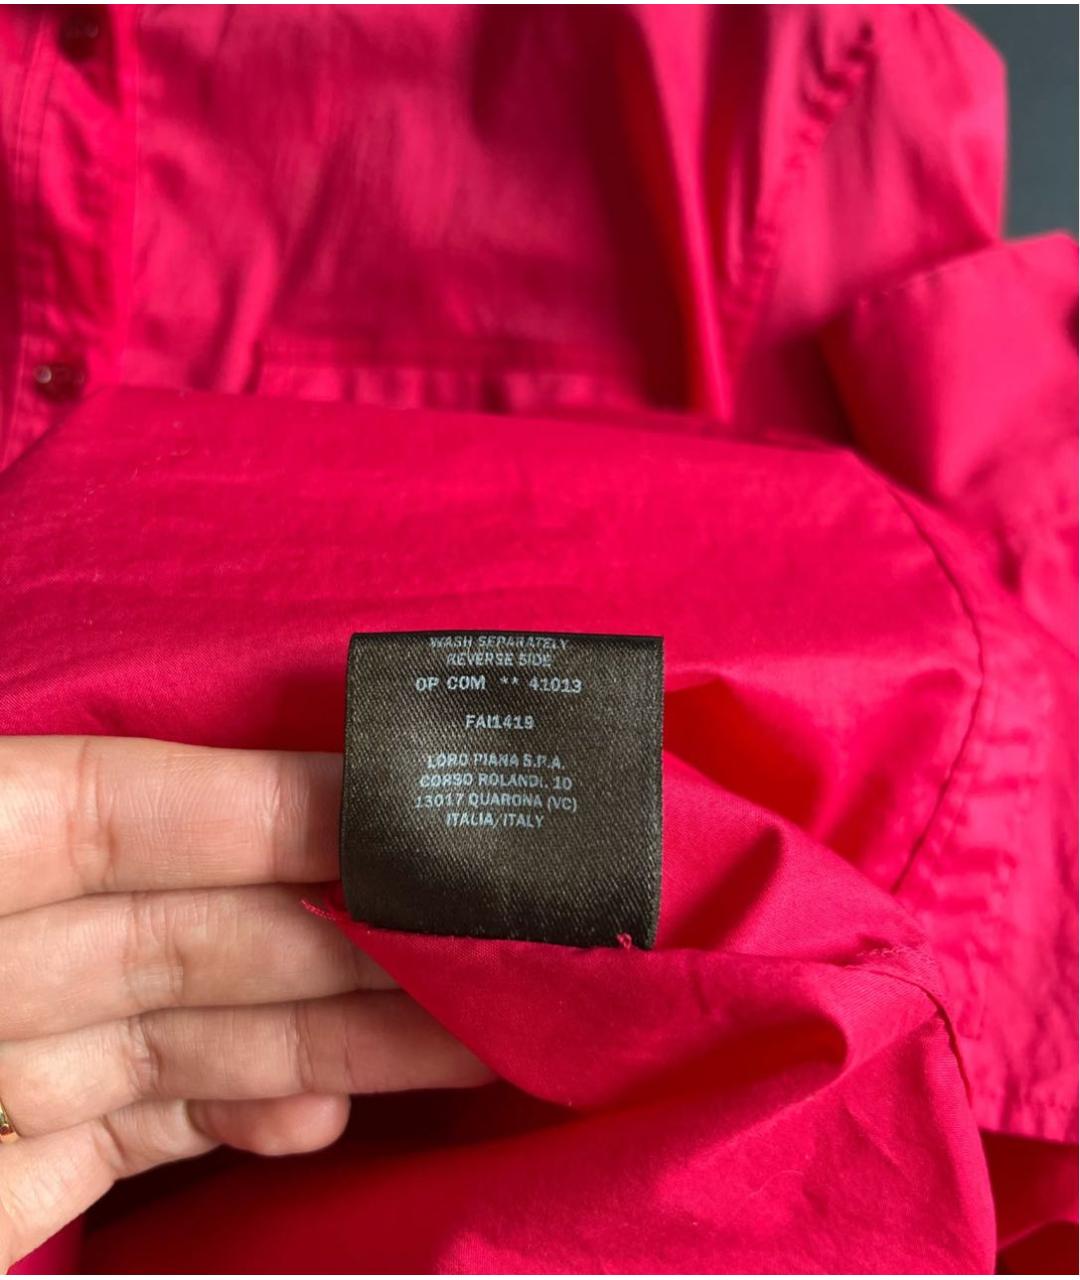 WASH SEPARATELY
REVERSE SIDE
OP COM ** 41013
FAI1419
LORO PIANA S.P.A.
CORSO ROLANDI, 10
13017 QUARONA (VC)
ITALIA/ITALY